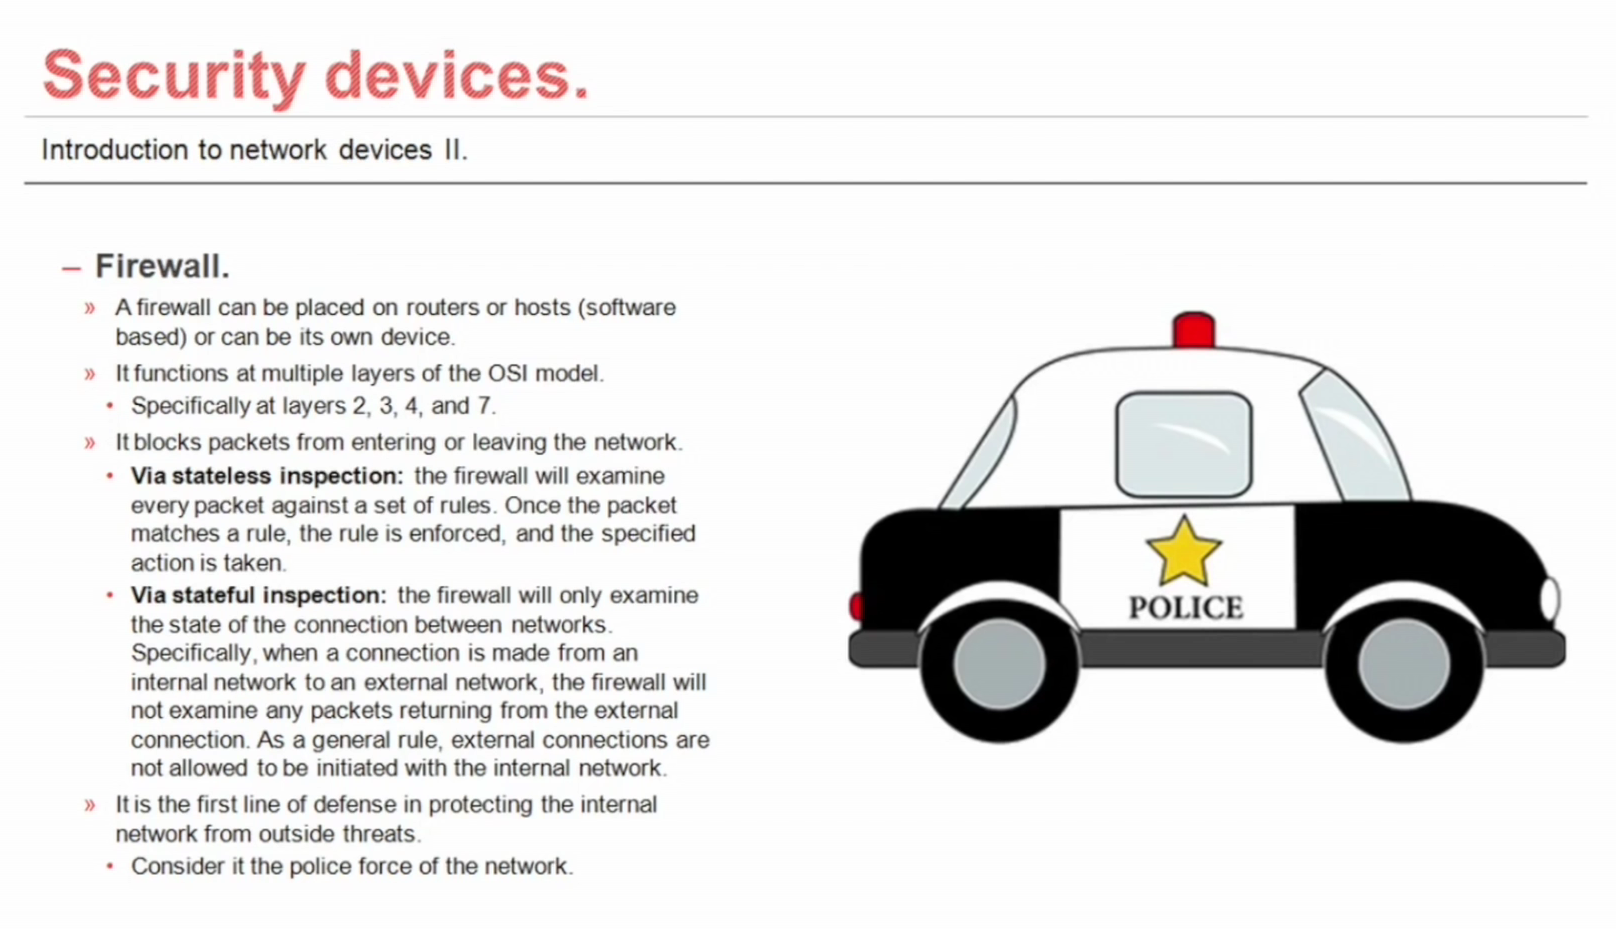 Security devices.
Introduction to network devices II.
– Firewall.
» A firewall can be placed on routers or hosts (software
based) or can be its own device.
» It functions at multiple layers of the OSI model.
• Specifically at layers 2, 3, 4, and 7.
» It blocks packets from entering or leaving the network.
• Via stateless inspection: the firewall will examine
every packet against a set of rules. Once the packet
matches a rule, the rule is enforced, and the specified
action is taken.
• Via stateful inspection: the firewall will only examine
the state of the connection between networks.
Specifically, when a connection is made from an
internal network to an external network, the firewall will
not examine any packets returning from the external
connection. As a general rule, external connections are
not allowed to be initiated with the internal network.
» It is the first line of defense in protecting the internal
network from outside threats.
• Consider it the police force of the network.
POLICE